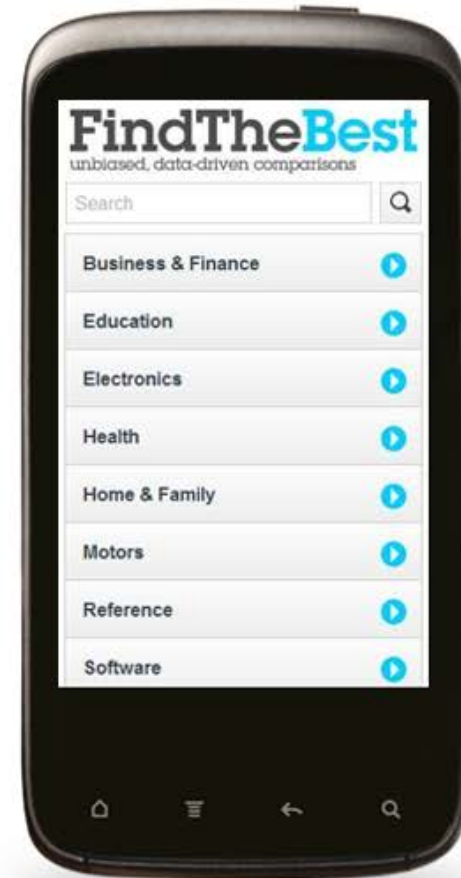 FindTheBest
unbiased, data-driven comparisons
Search
Business & Finance
Education
Electronics
Health
Home & Family
Motors
Reference
Software